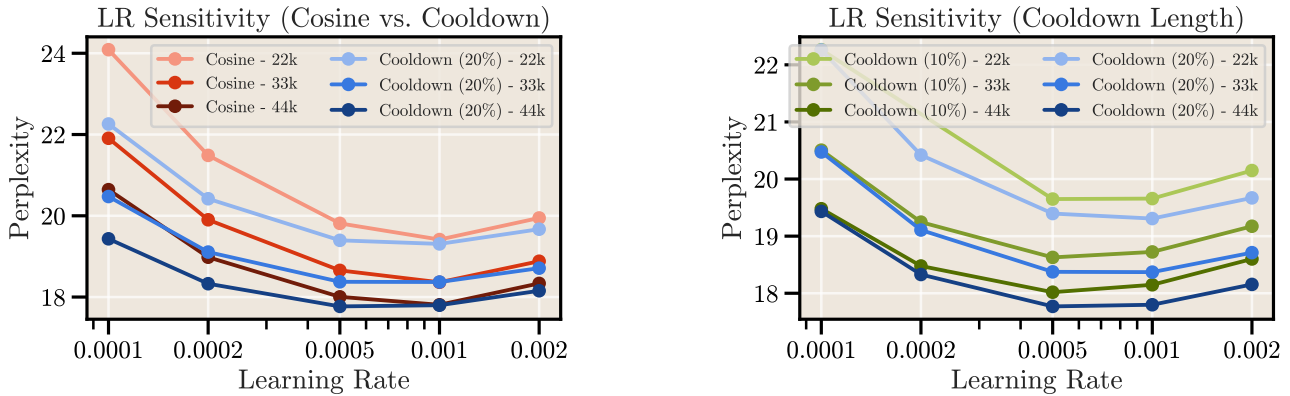 LR Sensitivity (Cosine vs. Cooldown)
24
22
20
18
Perplexity
Cosine - 22k
Cosine - 33k
Cosine - 44k
Cooldown (20%) - 22k
Cooldown (20%) - 33k
Cooldown (20%) - 44k
0.0001
0.0002
0.0005
0.001
0.002
Learning Rate
LR Sensitivity (Cooldown Length)
22
21
20
19
18
Perplexity
Cooldown (10%) - 22k
Cooldown (10%) - 33k
Cooldown (10%) - 44k
Cooldown (20%) - 22k
Cooldown (20%) - 33k
Cooldown (20%) - 44k
0.0001
0.0002
0.0005
0.001
0.002
Learning Rate